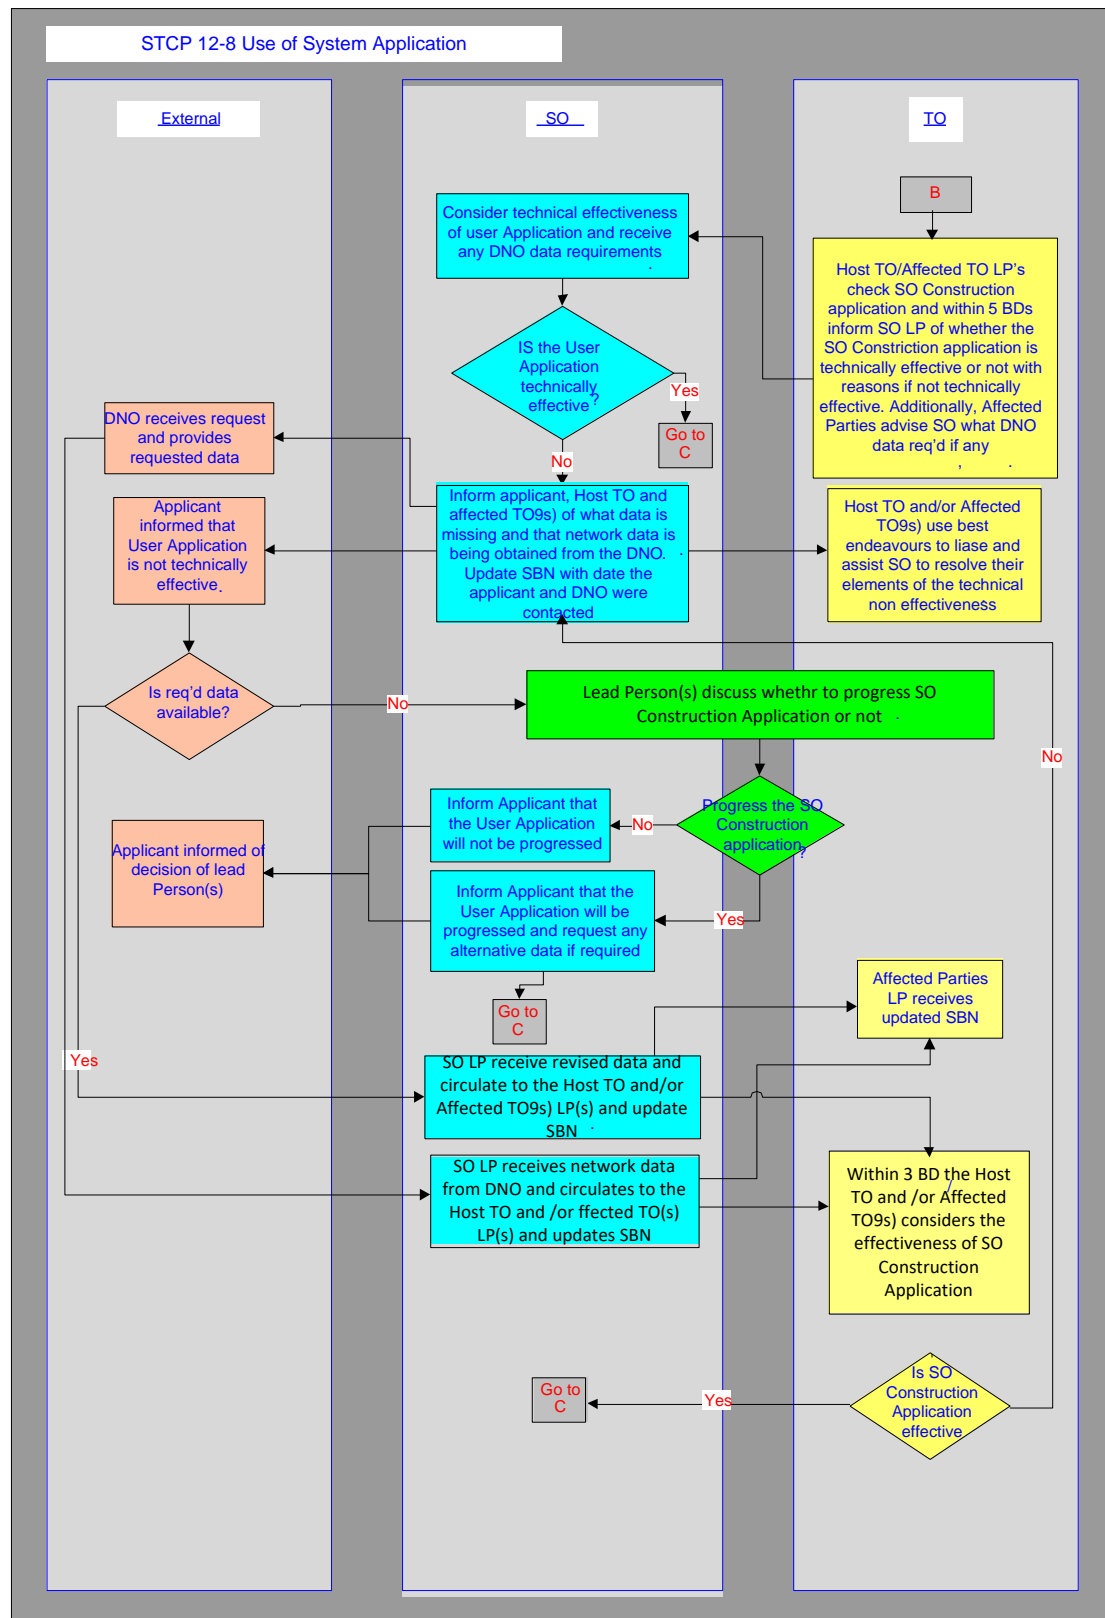 STCP 12-8 Use of System Application
External
SO
TO
B
Consider technical effectiveness
of user Application and receive
any DNO data requirements
Host TO/Affected TO LP's
check SO Construction
application and within 5 BDs
inform SO LP of whether the
SO Constriction application is
technically effective or not with
reasons if not technically
effective. Additionally, Affected
Parties advise SO what DNO
data req'd if any
IS the User
Application
technically
effective?
Yes
Go to
C
No
DNO receives request
and provides
requested data
Applicant
informed that
User Application
is not technically
effective.
Inform applicant, Host TO and
affected TO9s) of what data is
missing and that network data is
being obtained from the DNO.
Update SBN with date the
applicant and DNO were
contacted
Host TO and/or Affected
TO9s) use best
endeavours to liase and
assist SO to resolve their
elements of the technical
non effectiveness
Is req'd data
available?
No
Lead Person(s) discuss whethr to progress SO
Construction Application or not
No
Progress the SO
Construction
application?
No
Inform Applicant that
the User Application
will not be progressed
Applicant informed of
decision of lead
Person(s)
Inform Applicant that the
User Application will be
progressed and request any
alternative data if required
Yes
Go to
C
Affected Parties
LP receives
updated SBN
Yes
SO LP receive revised data and
circulate to the Host TO and/or
Affected TO9s) LP(s) and update
SBN
SO LP receives network data
from DNO and circulates to the
Host TO and /or ffected TO(s)
LP(s) and updates SBN
Within 3 BD the Host
TO and /or Affected
TO9s) considers the
effectiveness of SO
Construction
Application
Is SO
Construction
Application
effective
Yes
Go to
C